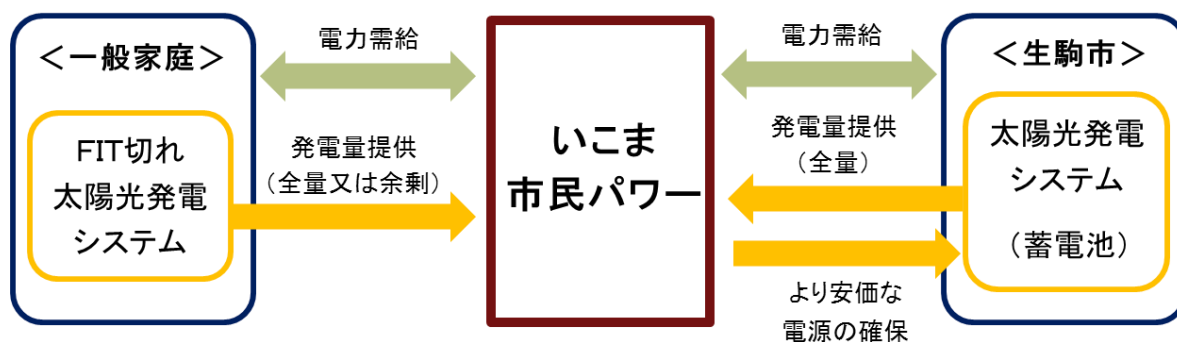 ＜一般家庭＞
FIT切れ
太陽光発電
システム
電力需給
発電量提供
（全量又は余剰）
いこま
市民パワー
電力需給
発電量提供
（全量）
より安価な
電源の確保
＜生駒市＞
太陽光発電
システム
（蓄電池）